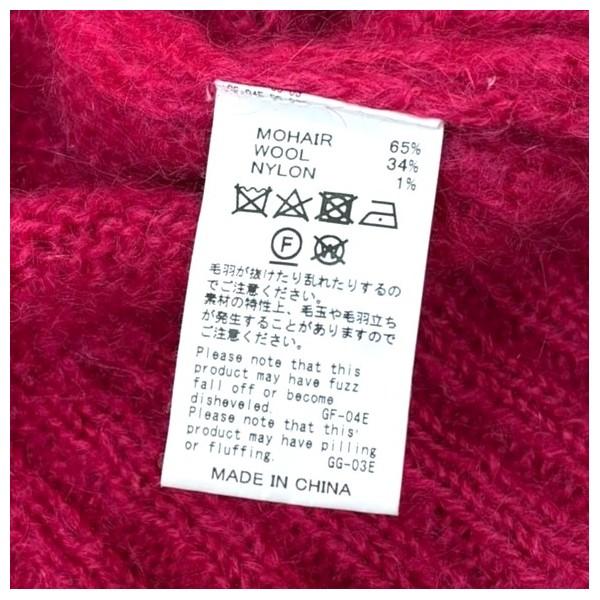 MOHAIR 65%
WOOL 34%
NYLON 1%
F
W
毛羽が抜けたり乱れたりするの
でご注意ください。
素材の特性上、毛玉や毛羽立ち
が発生することがありますので
ご注意ください。
Please note that this
product may have fuzz
fall off or become
disheveled. GF-04E
Please note that this
product may have pilling
or fluffing. GG-03E
MADE IN CHINA